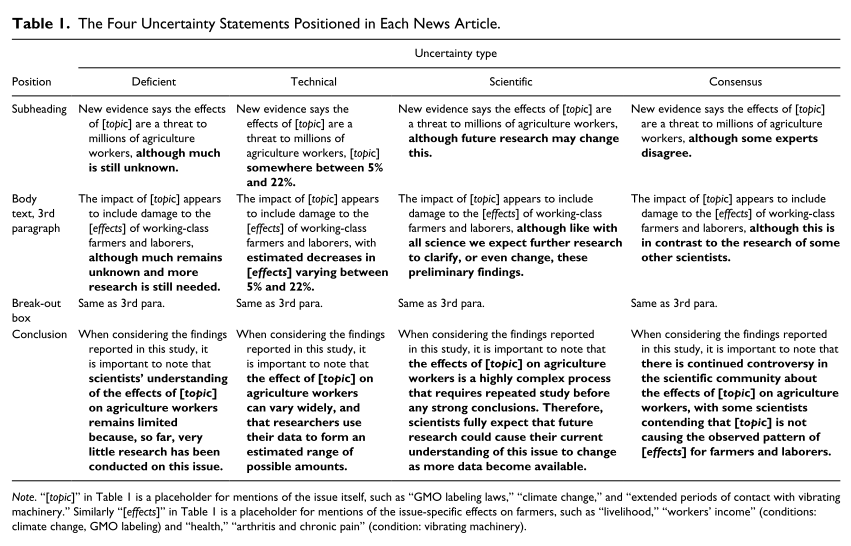 Table 1. The Four Uncertainty Statements Positioned in Each News Article.
Uncertainty type
Position Deficient Technical Scientific Consensus
Subheading
New evidence says the effects
of [topic] are a threat to
millions of agriculture
workers, although much
is still unknown.
New evidence says the
effects of [topic] are a
threat to millions of
agriculture workers, [topic]
somewhere between 5%
and 22%.
New evidence says the effects of [topic] are
a threat to millions of agriculture workers,
although future research may change
this.
New evidence says the effects of [topic]
are a threat to millions of agriculture
workers, although some experts
disagree.
Body
text, 3rd
paragraph
The impact of [topic] appears
to include damage to the
[effects] of working-class
farmers and laborers,
although much remains
unknown and more
research is still needed.
The impact of [topic] appears
to include damage to the
[effects] of working-class
farmers and laborers, with
estimated decreases in
[effects] varying between
5% and 22%.
The impact of [topic] appears to include
damage to the [effects] of working-class
farmers and laborers, although like with
all science we expect further research
to clarify, or even change, these
preliminary findings.
The impact of [topic] appears to include
damage to the [effects] of working-class
farmers and laborers, although this
is in contrast to the research of some
other scientists.
Break-out
box
Same as 3rd para.
Same as 3rd para.
Same as 3rd para.
Same as 3rd para.
Conclusion
When considering the findings
reported in this study, it
is important to note that
scientists' understanding
of the effects of [topic]
on agriculture workers
remains limited
because, so far, very
little research has been
conducted on this issue.
When considering the findings
reported in this study, it
is important to note that
the effect of [topic] on
agriculture workers
can vary widely, and
that researchers use
their data to form an
estimated range of
possible amounts.
When considering the findings reported
in this study, it is important to note that
the effects of [topic] on agriculture
workers is a highly complex process
that requires repeated study before
any strong conclusions. Therefore,
scientists fully expect that future
research could cause their current
understanding of this issue to change
as more data become available.
When considering the findings reported
in this study, it is important to note that
there is continued controversy in
the scientific community about
the effects of [topic] on agriculture
workers, with some scientists
contending that [topic] is not
causing the observed pattern of
[effects] for farmers and laborers.
Note. “[topic]” in Table 1 is a placeholder for mentions of the issue itself, such as “GMO labeling laws,” “climate change,” and “extended periods of contact with vibrating
machinery.” Similarly “[effects]” in Table 1 is a placeholder for mentions of the issue-specific effects on farmers, such as “livelihood,” “workers’ income” (conditions:
climate change, GMO labeling) and “health,” “arthritis and chronic pain” (condition: vibrating machinery).